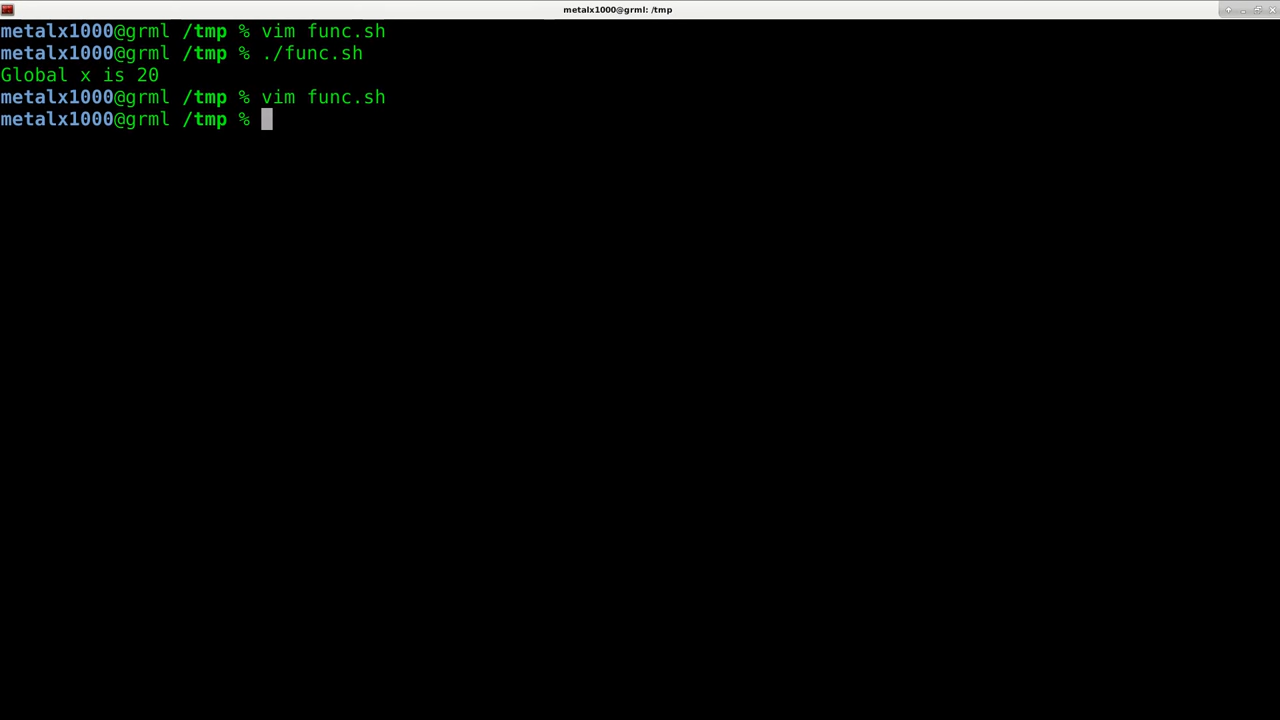 metalx1000@grml: /tmp
metalx1000@grml /tmp % vim func.sh
metalx1000@grml /tmp % ./func.sh
Global x is 20
metalx1000@grml /tmp % vim func.sh
metalx1000@grml /tmp %